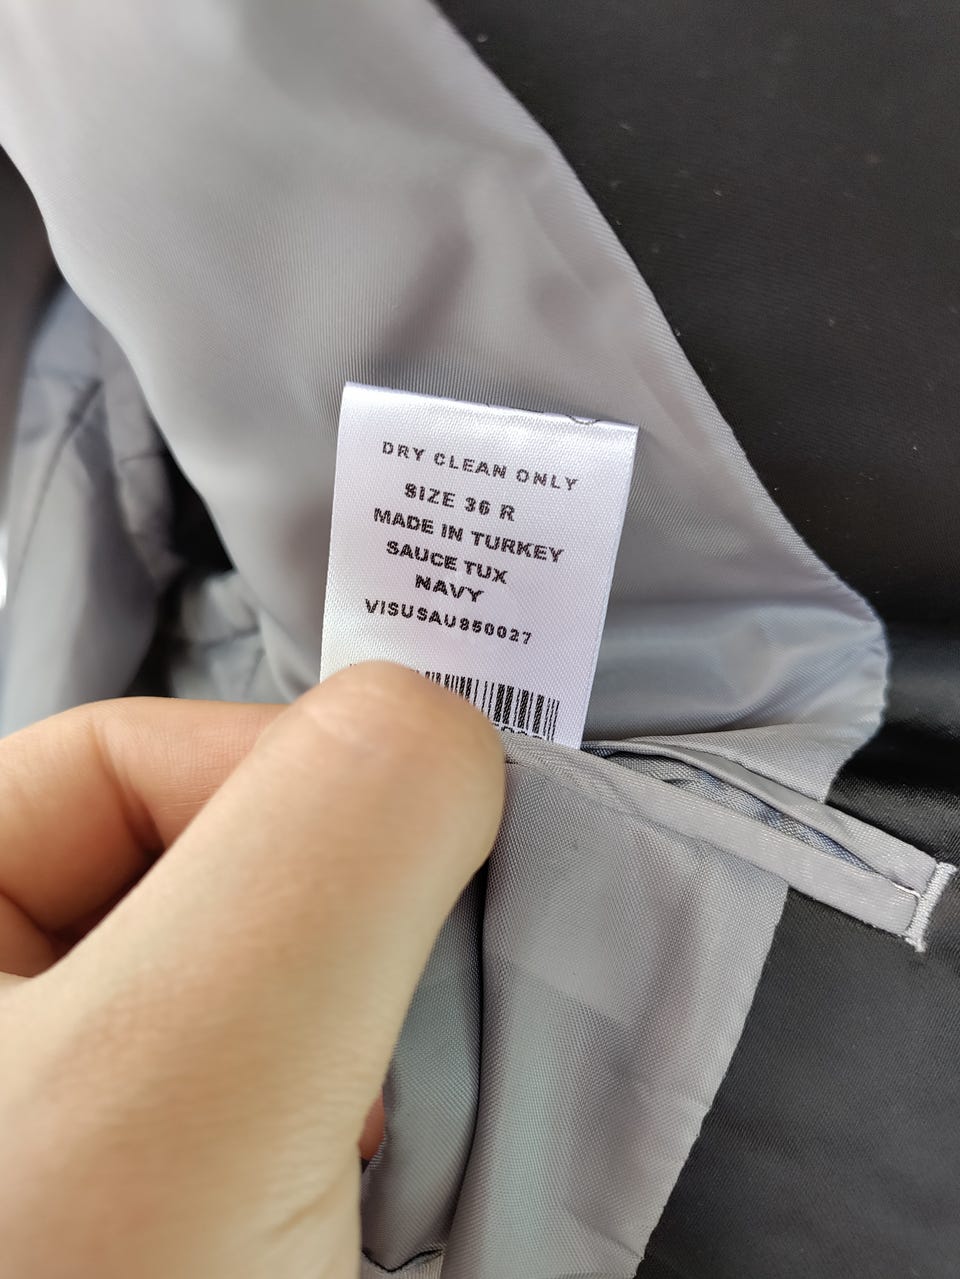 DRY CLEAN ONLY
SIZE 36 R
MADE IN TURKEY
SAUCE TUX
NAVY
VISUSAU850027